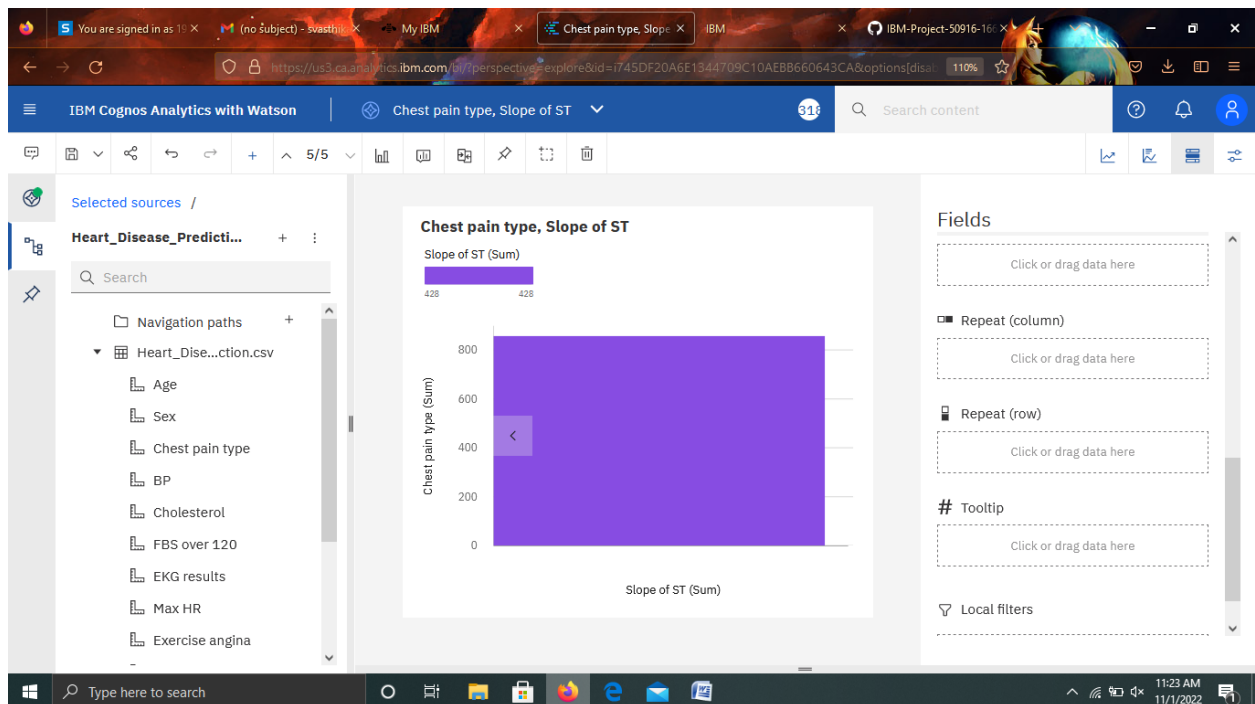 You are signed in as 19
(no subject) - svasthik
My IBM
Chest pain type, Slope
IBM
IBM-Project-50916-166
https://us3.ca.analytics.ibm.com/bi/?perspective=explore&id=i745DF20A6E1344709C10AEBB660643CA&options[disal
110%
IBM Cognos Analytics with Watson
Chest pain type, Slope of ST
318
Search content
5/5
Selected sources /
Heart_Disease_Predicti...
Search
Navigation paths
Heart_Dise...ction.csv
Age
Sex
Chest pain type
BP
Cholesterol
FBS over 120
EKG results
Max HR
Exercise angina
Chest pain type, Slope of ST
Slope of ST (Sum)
428 428
Chest pain type (Sum)
800
600
400
200
0
Slope of ST (Sum)
Fields
Click or drag data here
Repeat (column)
Click or drag data here
Repeat (row)
Click or drag data here
# Tooltip
Click or drag data here
Local filters
Type here to search
11:23 AM
11/1/2022
1